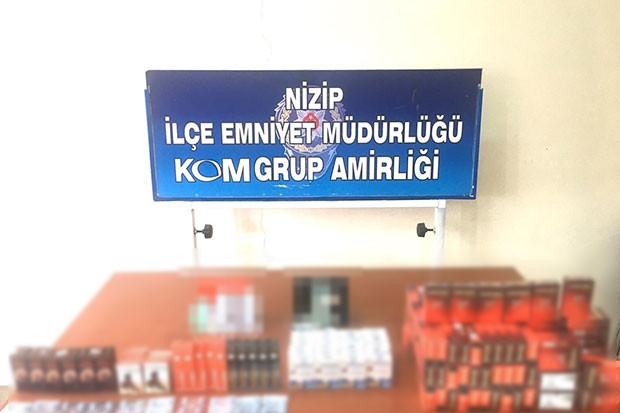 NİZİP
İLÇE EMNİYET MÜDÜRLÜĞÜ
KOM GRUP AMİRLİĞİ